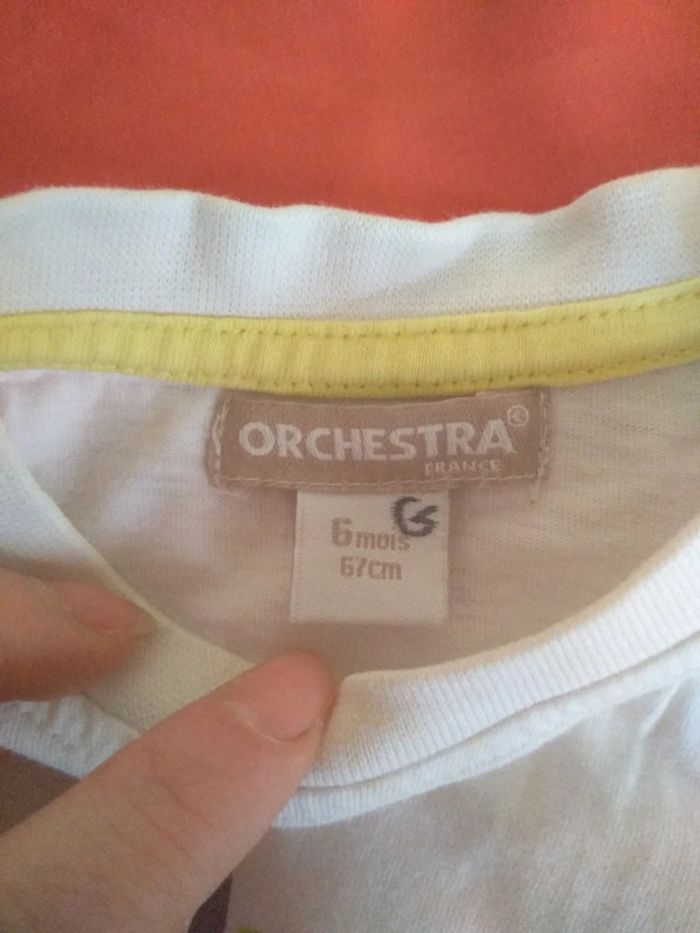 ORCHESTRA®
FRANCE
G
6 mois
67cm